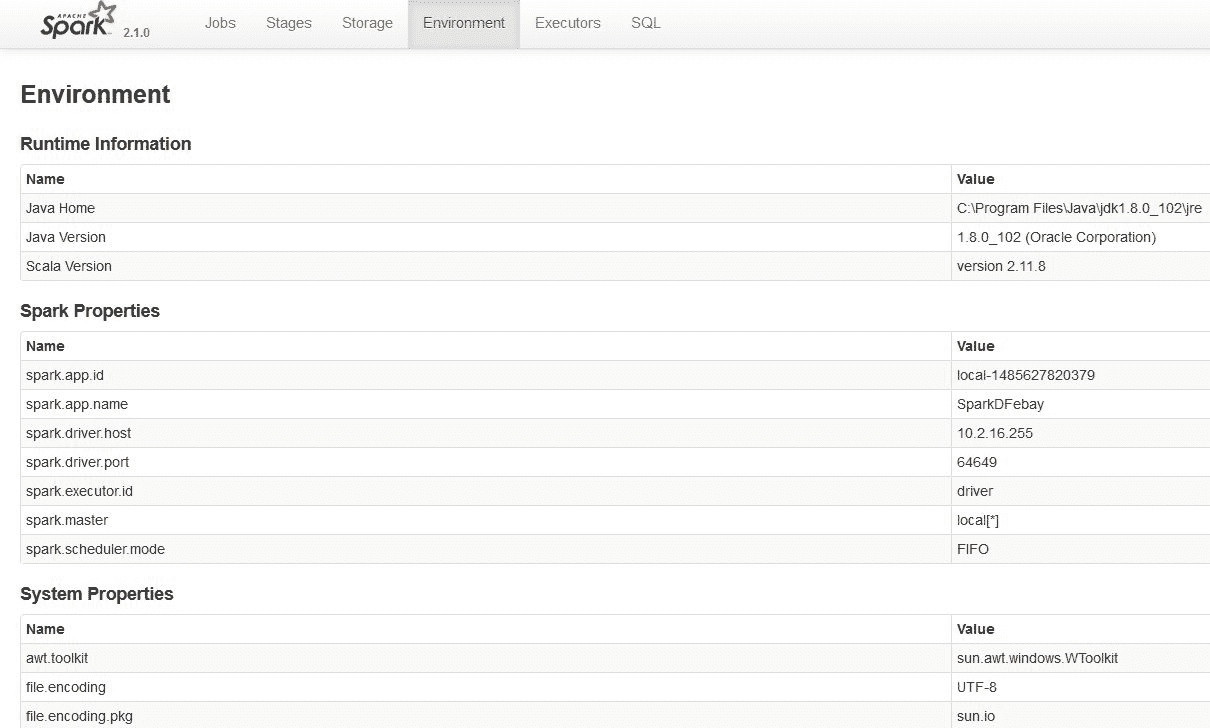 APACHE
Spark 2.1.0 Jobs Stages Storage Environment Executors SQL
Environment
Runtime Information
Name Value
Java Home C:\Program Files\Java\jdk1.8.0_102\jre
Java Version 1.8.0_102 (Oracle Corporation)
Scala Version version 2.11.8
Spark Properties
Name Value
spark.app.id local-1485627820379
spark.app.name SparkDFebay
spark.driver.host 10.2.16.255
spark.driver.port 64649
spark.executor.id driver
spark.master local[*]
spark.scheduler.mode FIFO
System Properties
Name Value
awt.toolkit sun.awt.windows.WToolkit
file.encoding UTF-8
file.encoding.pkg sun.io